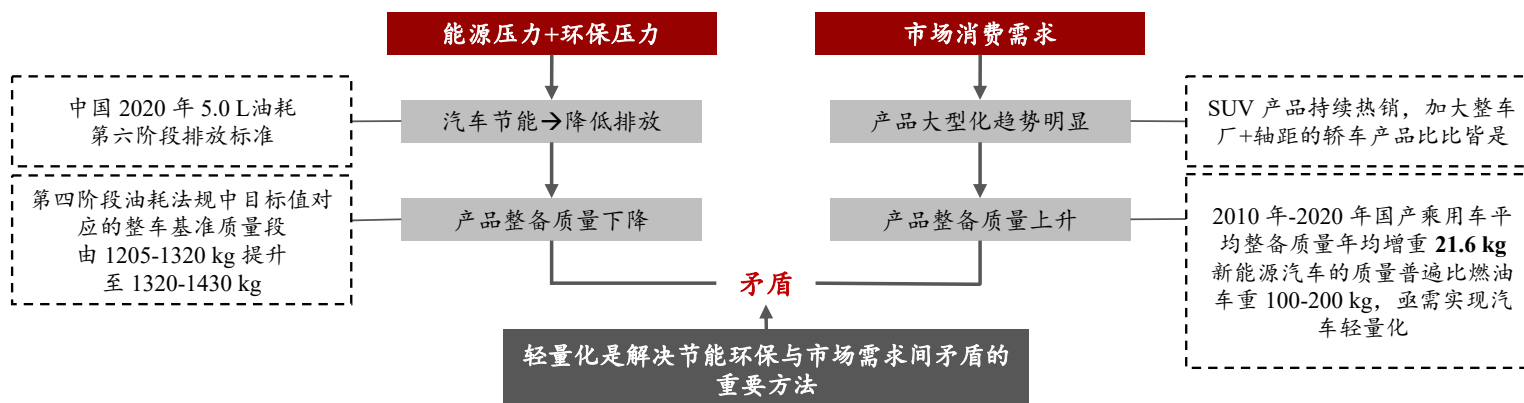 能源压力+环保压力
市场消费需求
中国 2020 年 5.0 L油耗
第六阶段排放标准
汽车节能→降低排放
产品大型化趋势明显
SUV 产品持续热销，加大整车
厂+轴距的轿车产品比比皆是
第四阶段油耗法规中目标值对
应的整车基准质量段
由 1205-1320 kg 提升
至 1320-1430 kg
产品整备质量下降
产品整备质量上升
2010 年-2020 年国产乘用车平
均整备质量年均增重 21.6 kg
新能源汽车的质量普遍比燃油
车重 100-200 kg，亟需实现汽
车轻量化
矛盾
轻量化是解决节能环保与市场需求间矛盾的
重要方法